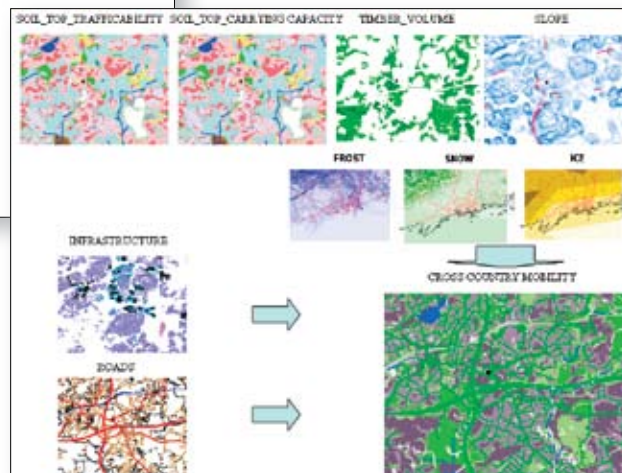 SOIL_TOP_TRAFFICABILITY SOIL_TOP_CARRYING CAPACITY TIMBER_VOLUME SLOPE
FROST SNOW ICE
INFRASTRUCTURE
CROSS COUNTRY MOBILITY
ROADS